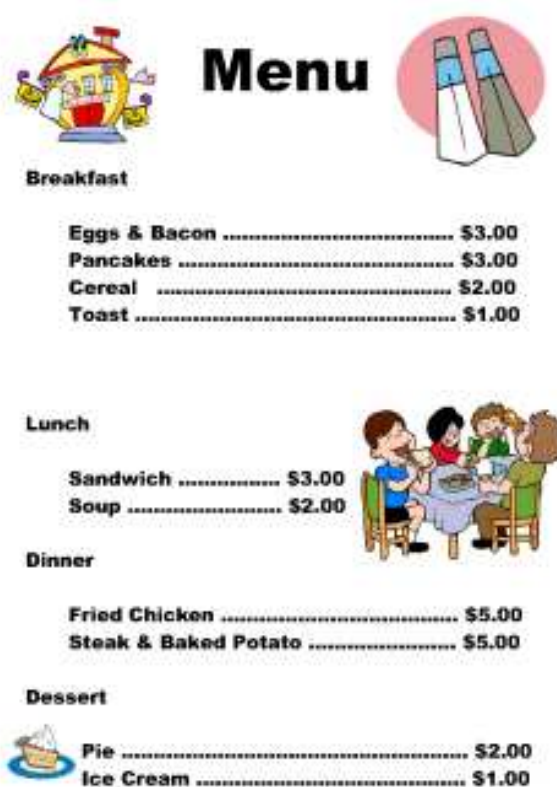 Menu
Breakfast
Eggs & Bacon ........................................ $3.00
Pancakes ................................................ $3.00
Cereal ................................................... $2.00
Toast ........................................................ $1.00
Lunch
Sandwich ................. $3.00
Soup .......................... $2.00
Dinner
Fried Chicken ......................................... $5.00
Steak & Baked Potato .......................... $5.00
Dessert
Pie ............................................................ $2.00
Ice Cream ............................................... $1.00